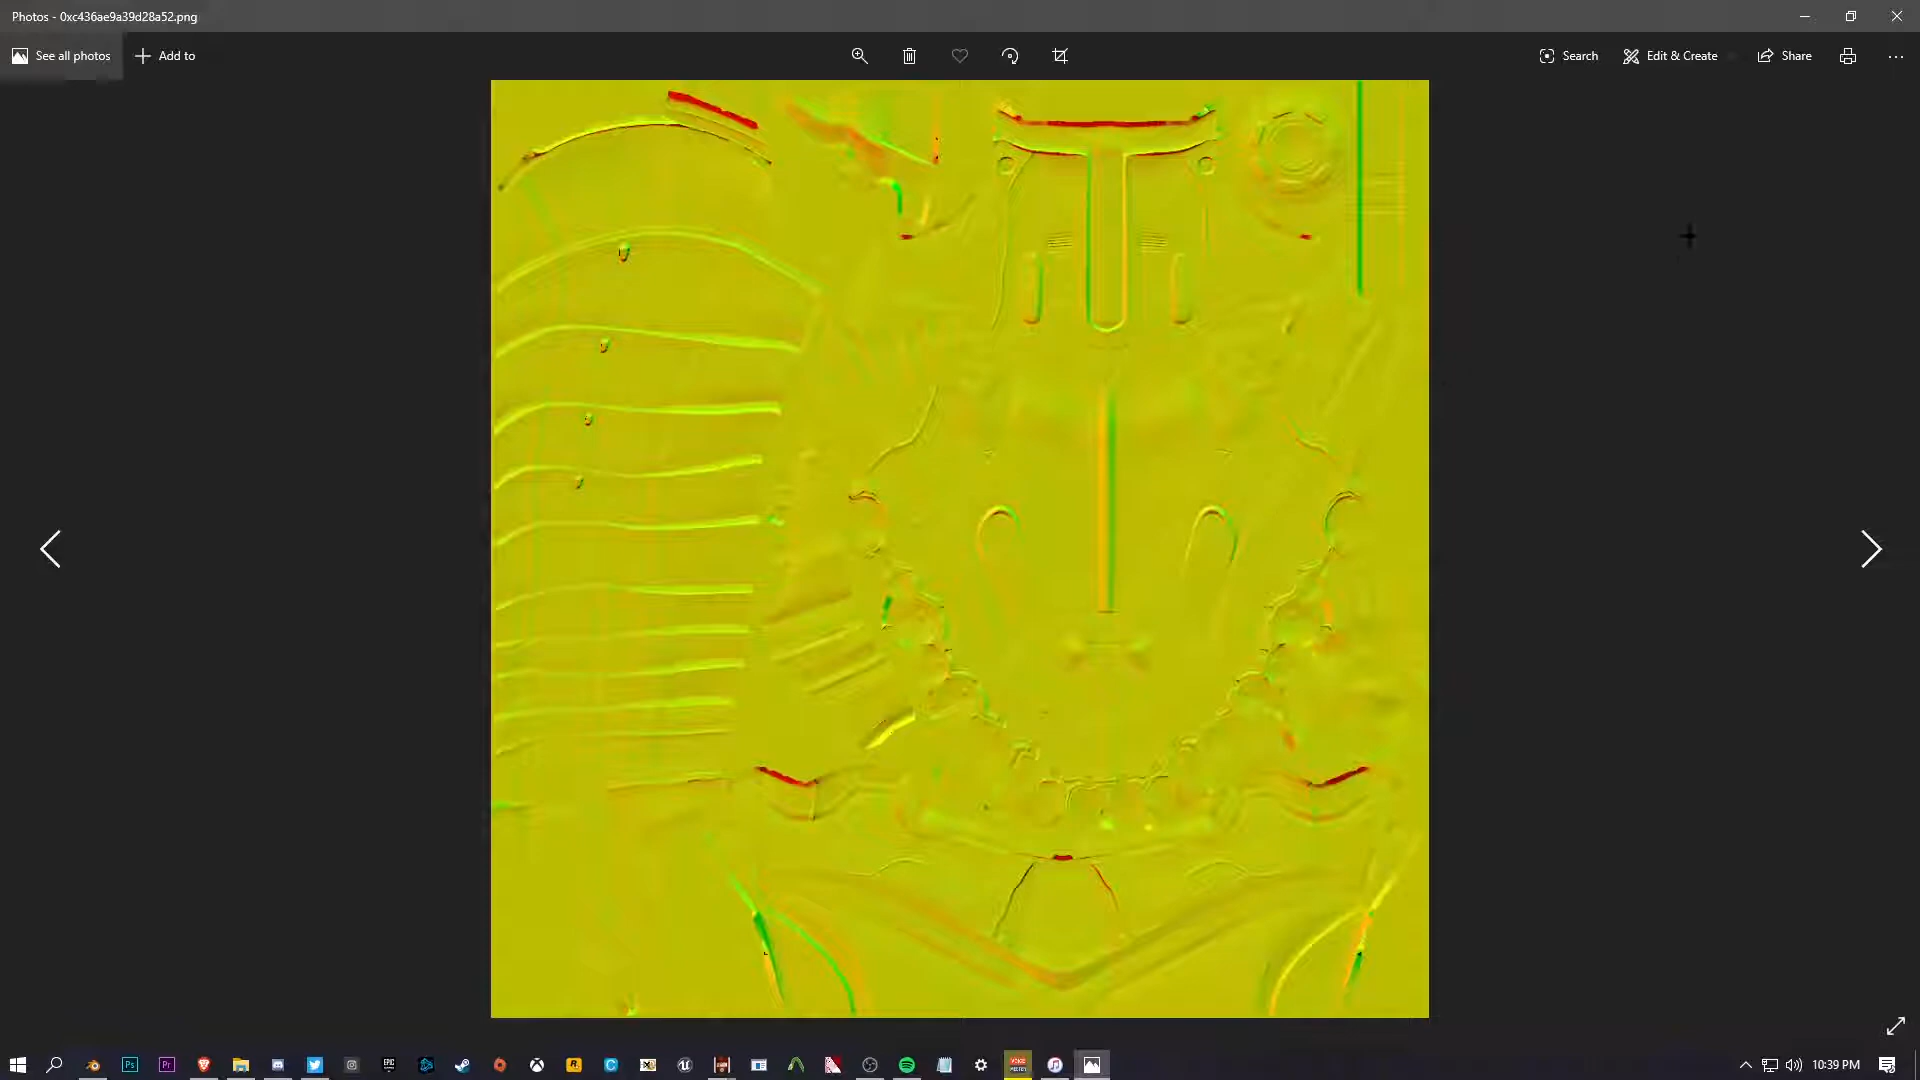 Photos - 0xc436ae9a39d28a52.png
See all photos
Add to
Search
Edit & Create
Share
10:39 PM